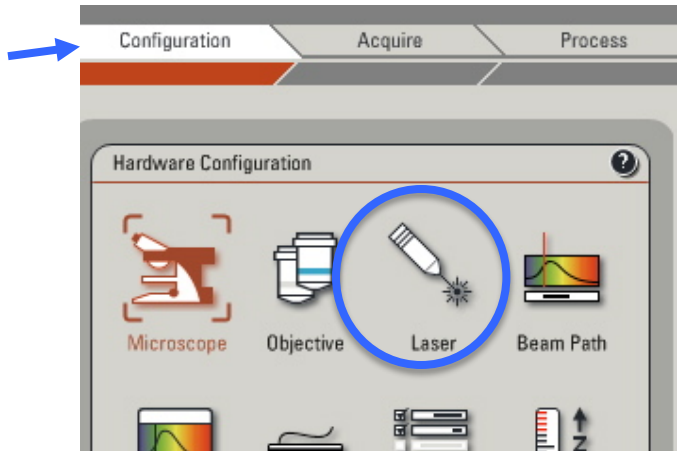 Configuration Acquire Process
Hardware Configuration ?
Microscope Objective Laser Beam Path
Z